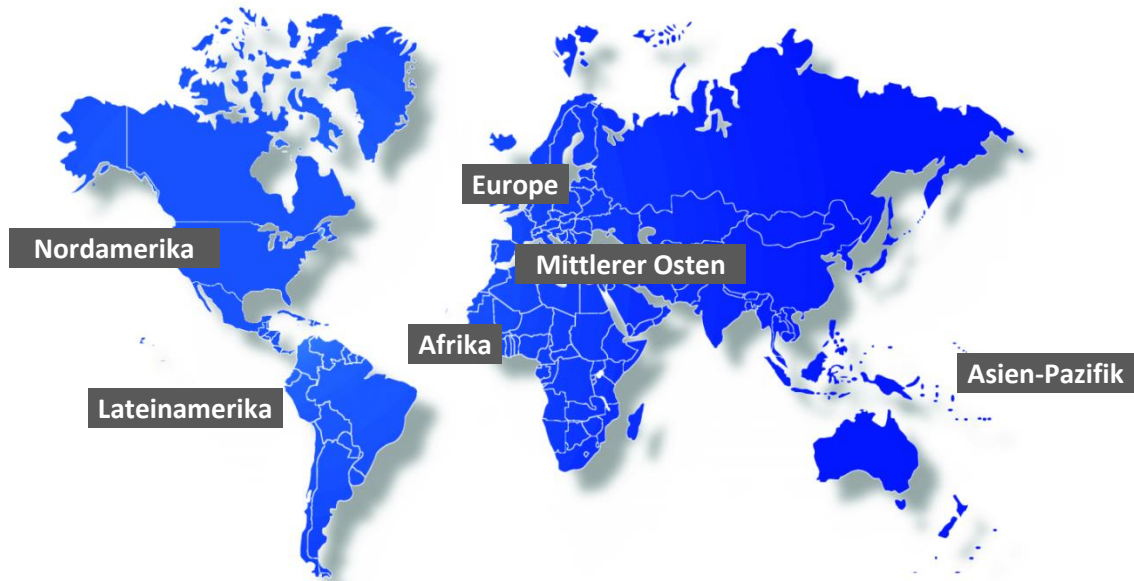 Europe
Nordamerika
Mittlerer Osten
Afrika
Asien-Pazifik
Lateinamerika